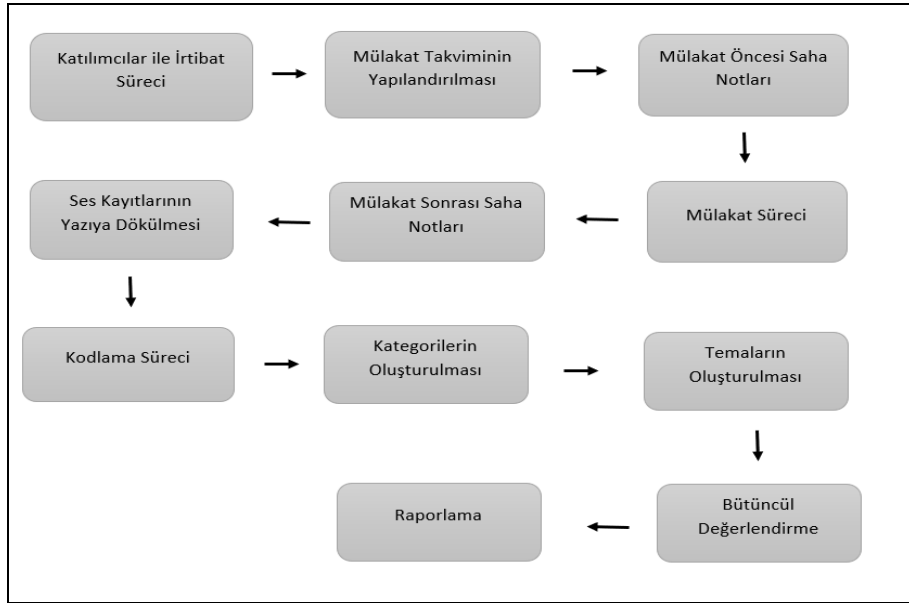 Katılımcılar ile İrtibat
Süreci
Mülakat Takviminin
Yapılandırılması
Mülakat Öncesi Saha
Notları
Mülakat Süreci
Mülakat Sonrası Saha
Notları
Ses Kayıtlarının
Yazıya Dökülmesi
Kodlama Süreci
Kategorilerin
Oluşturulması
Temaların
Oluşturulması
Bütüncül
Değerlendirme
Raporlama